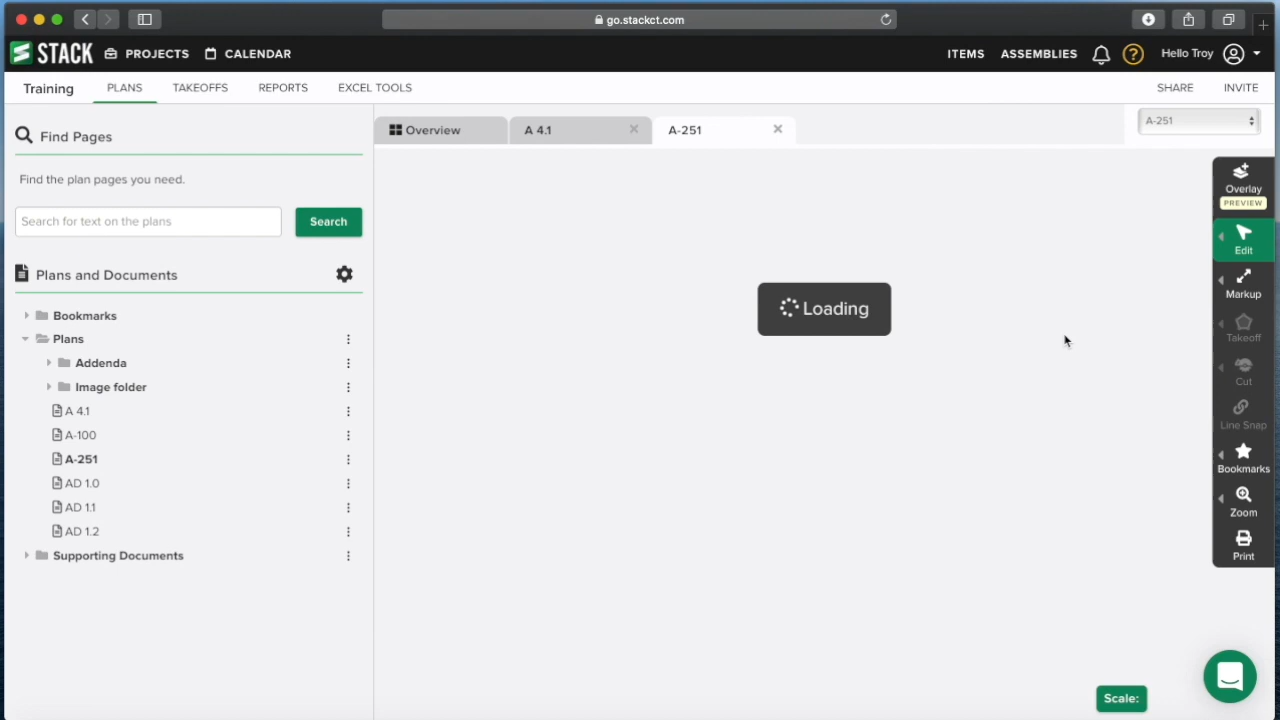 go.stackct.com
STACK PROJECTS CALENDAR ITEMS ASSEMBLIES ? Hello Troy
Training PLANS TAKEOFFS REPORTS EXCEL TOOLS SHARE INVITE
Find Pages
Find the plan pages you need.
Search for text on the plans
Search
Plans and Documents
Bookmarks
Plans
Addenda
Image folder
A 4.1
A-100
A-251
AD 1.0
AD 1.1
AD 1.2
Supporting Documents
Overview
A 4.1
A-251
A-251
Loading
Overlay
PREVIEW
Edit
Markup
Takeoff
Cut
Line Snap
Bookmarks
Zoom
Print
Scale: